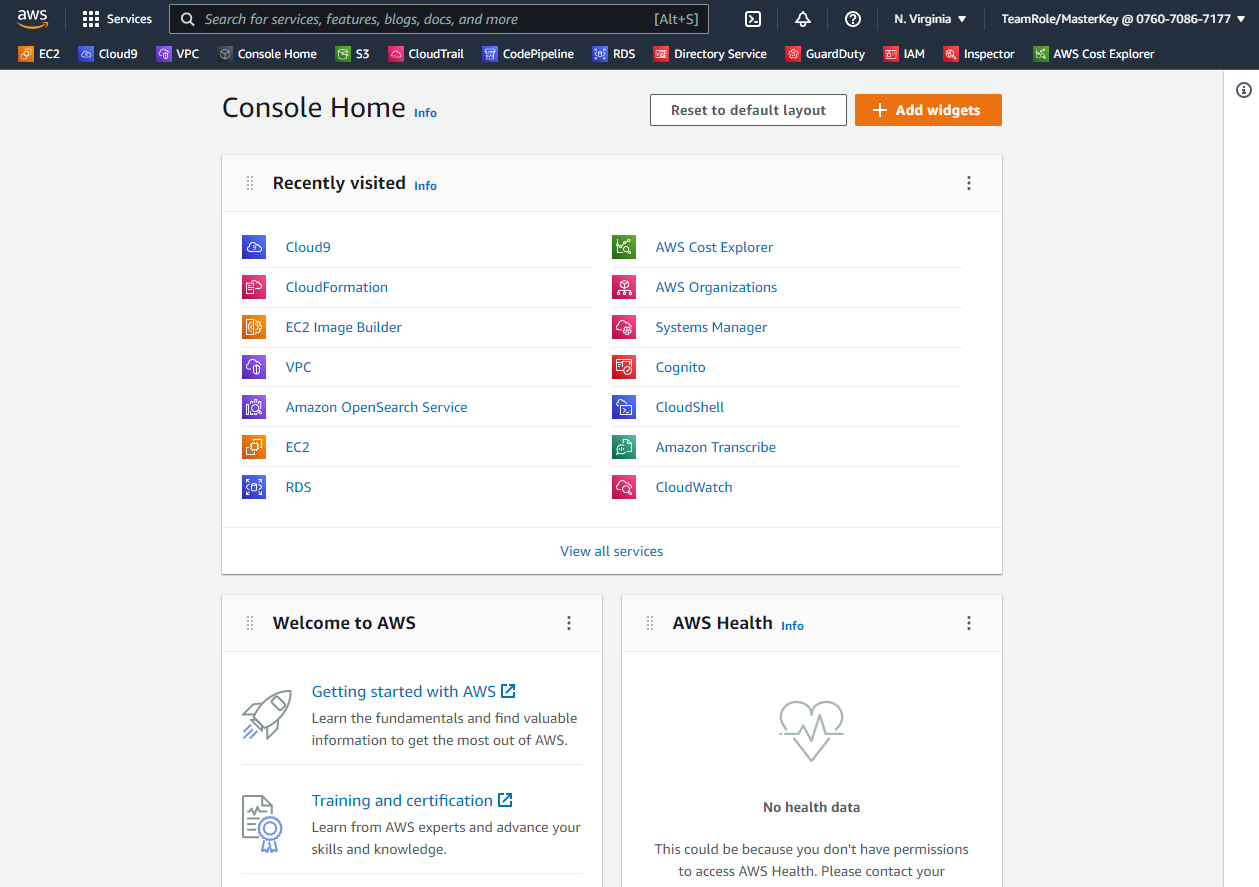 aws Services Search for services, features, blogs, docs, and more [Alt+S] N. Virginia TeamRole/MasterKey @ 0760-7086-7177
EC2 Cloud9 VPC Console Home S3 CloudTrail CodePipeline RDS Directory Service GuardDuty IAM Inspector AWS Cost Explorer
Console Home Info Reset to default layout Add widgets
Recently visited Info
Cloud9 AWS Cost Explorer
CloudFormation AWS Organizations
EC2 Image Builder Systems Manager
VPC Cognito
Amazon OpenSearch Service CloudShell
EC2 Amazon Transcribe
RDS CloudWatch
View all services
Welcome to AWS
Getting started with AWS
Learn the fundamentals and find valuable
information to get the most out of AWS.
Training and certification
Learn from AWS experts and advance your
skills and knowledge.
AWS Health Info
No health data
This could be because you don't have permissions
to access AWS Health. Please contact your